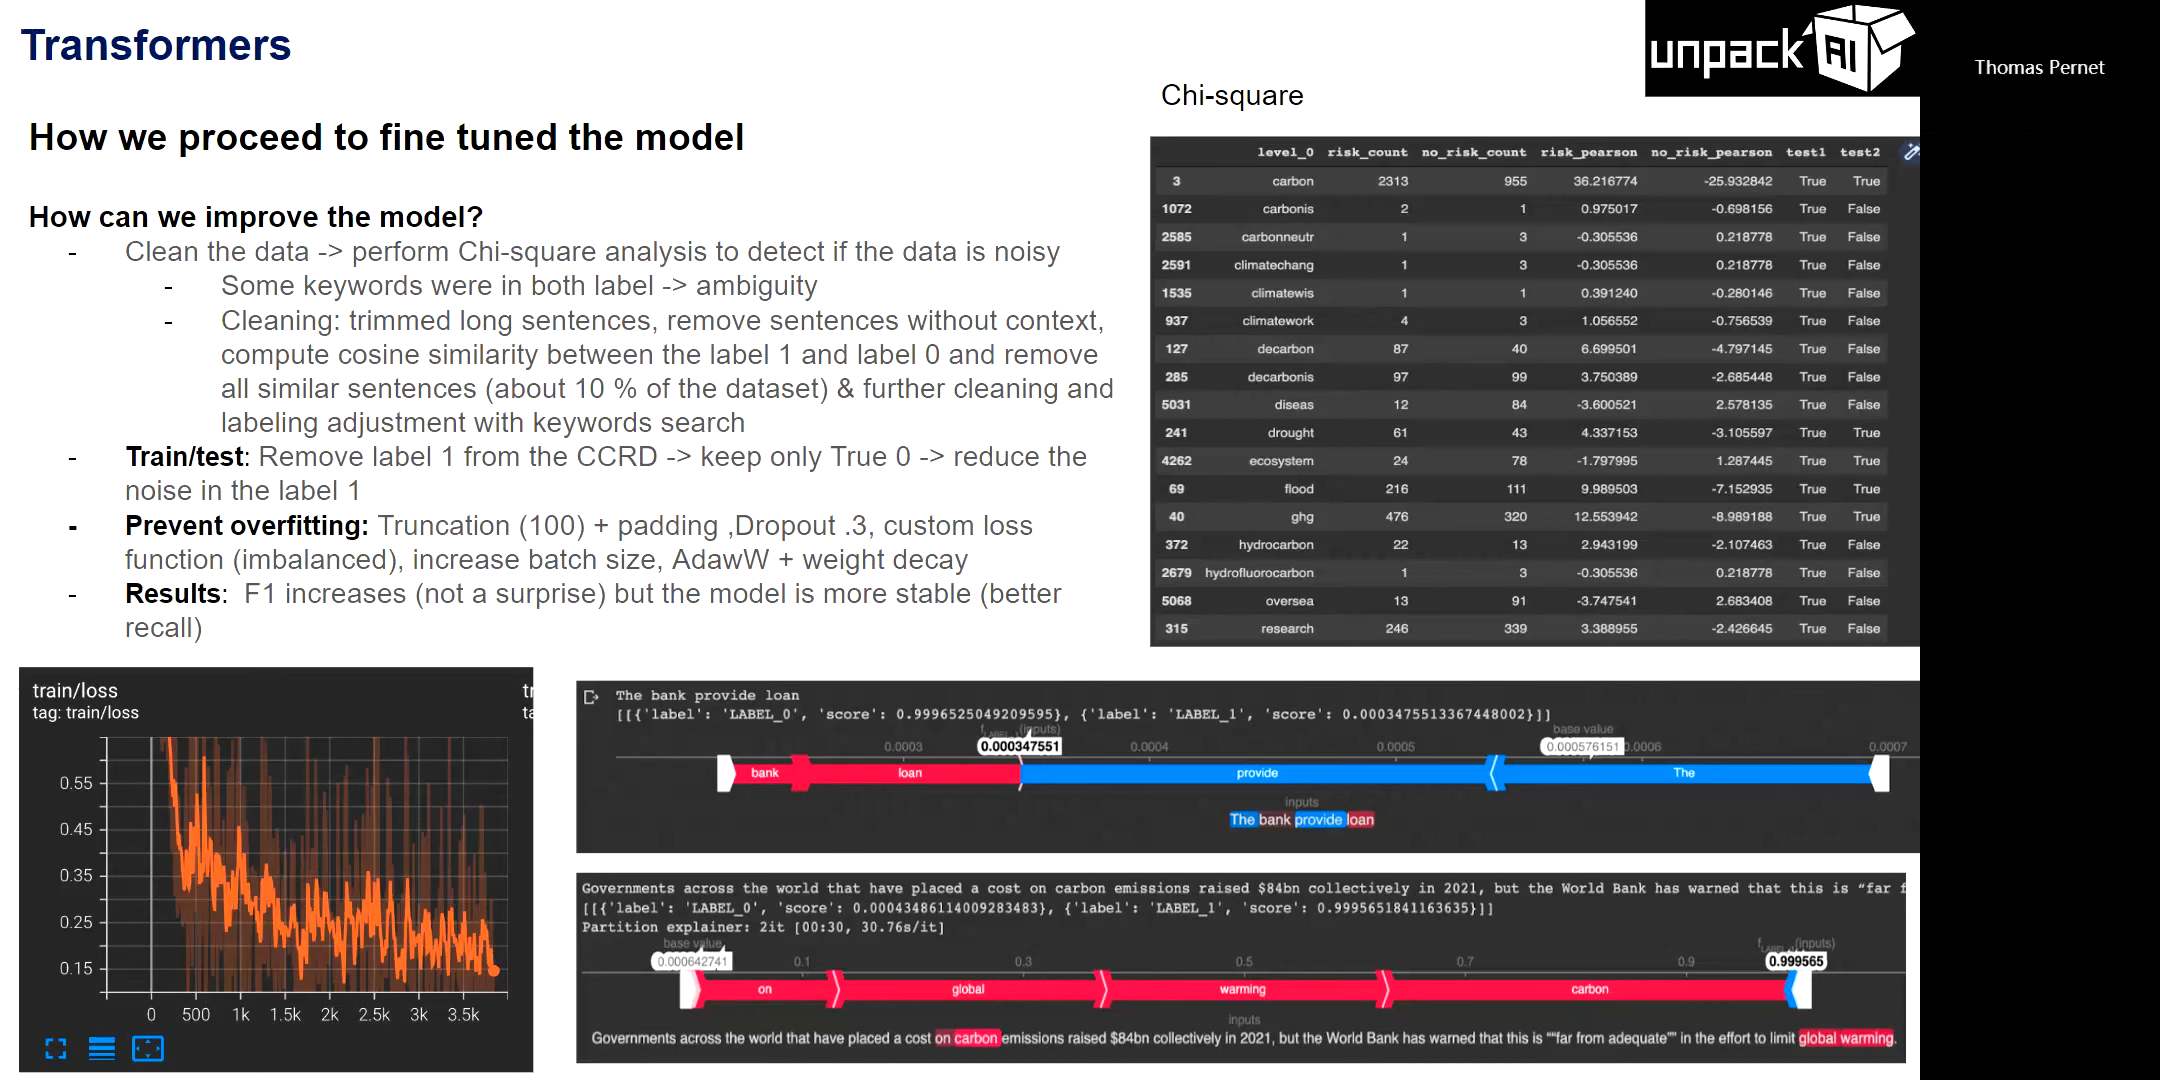 Transformers
unpackAI
Thomas Pernet
Chi-square
How we proceed to fine tuned the model
How can we improve the model?
- Clean the data -> perform Chi-square analysis to detect if the data is noisy
- Some keywords were in both label -> ambiguity
- Cleaning: trimmed long sentences, remove sentences without context,
compute cosine similarity between the label 1 and label 0 and remove
all similar sentences (about 10 % of the dataset) & further cleaning and
labeling adjustment with keywords search
- Train/test: Remove label 1 from the CCRD -> keep only True 0 -> reduce the
noise in the label 1
- Prevent overfitting: Truncation (100) + padding ,Dropout .3, custom loss
function (imbalanced), increase batch size, AdawW + weight decay
- Results: F1 increases (not a surprise) but the model is more stable (better
recall)
level_0 risk_count no_risk_count risk_pearson no_risk_pearson test1 test2
3 carbon 2313 955 36.216774 -25.932842 True True
1072 carbonis 2 1 0.975017 -0.698156 True False
2585 carbonneutr 1 3 -0.305536 0.218778 True False
2591 climatechang 1 3 -0.305536 0.218778 True False
1535 climatewis 1 1 0.391240 -0.280146 True False
937 climatework 4 3 1.056552 -0.756539 True False
127 decarbon 87 40 6.699501 -4.797145 True False
285 decarbonis 97 99 3.750389 -2.685448 True False
5031 diseas 12 84 -3.600521 2.578135 True False
241 drought 61 43 4.337153 -3.105597 True True
4262 ecosystem 24 78 -1.797995 1.287445 True True
69 flood 216 111 9.989503 -7.152935 True True
40 ghg 476 320 12.553942 -8.989188 True True
372 hydrocarbon 22 13 2.943199 -2.107463 True False
2679 hydrofluorocarbon 1 3 -0.305536 0.218778 True False
5068 oversea 13 91 -3.747541 2.683408 True False
315 research 246 339 3.388955 -2.426645 True False
train/loss
tag: train/loss
0.55
0.45
0.35
0.25
0.15
0 500 1k 1.5k 2k 2.5k 3k 3.5k
The bank provide loan
[[{'label': 'LABEL_0', 'score': 0.9996525049209595}, {'label': 'LABEL_1', 'score': 0.0003475513367448002}]]
(inputs) base value
0.0003 0.000347551 0.0004 0.0005 0.000576151 0.0006 0.0007
bank loan provide The
inputs
The bank provide loan
Governments across the world that have placed a cost on carbon emissions raised $84bn collectively in 2021, but the World Bank has warned that this is “far f
[[{'label': 'LABEL_0', 'score': 0.00043486114009283483}, {'label': 'LABEL_1', 'score': 0.9995651841163635}]]
Partition explainer: 2it [00:30, 30.76s/it]
base value (inputs)
0.000642741 0.1 0.3 0.5 0.7 0.9 0.999565
on global warming carbon
inputs
Governments across the world that have placed a cost on carbon emissions raised $84bn collectively in 2021, but the World Bank has warned that this is ""far from adequate"" in the effort to limit global warming.